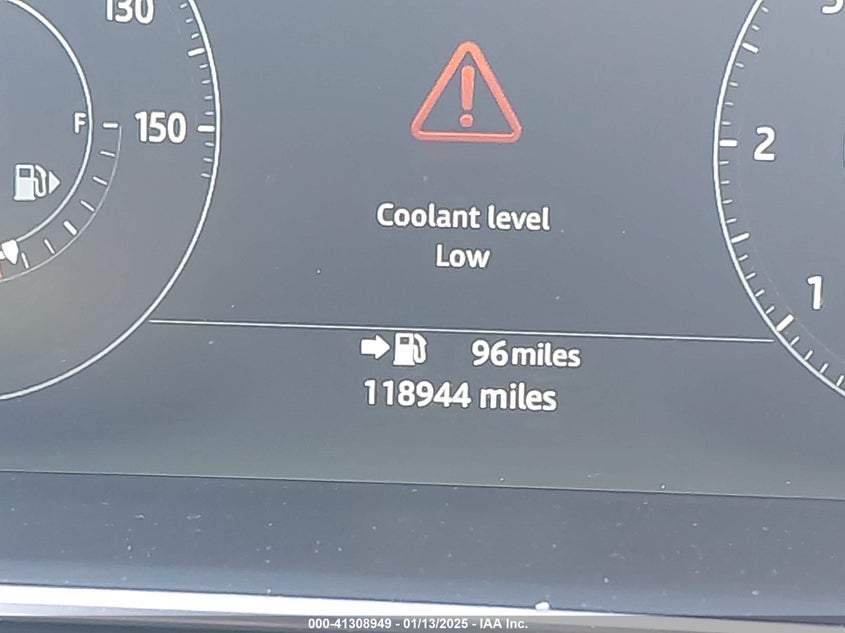 130
F
150
2
Coolant level
Low
1
96 miles
118944 miles
000-41308949 - 01/13/2025 - IAA Inc.